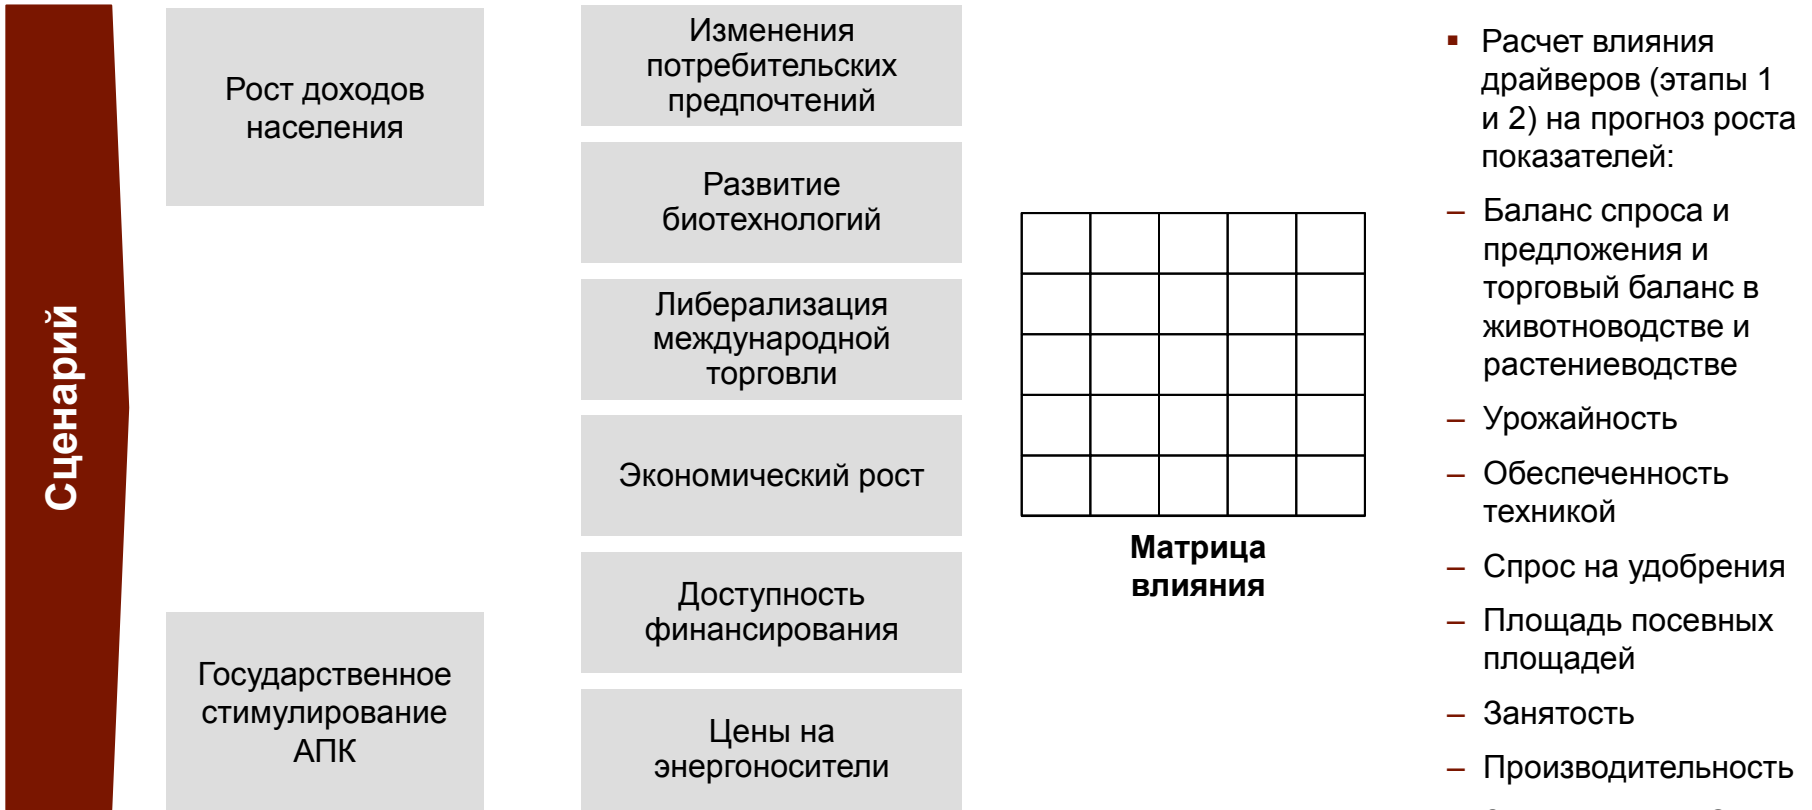 Сценарий
Рост доходов
населения
Государственное
стимулирование
АПК
Изменения
потребительских
предпочтений
Развитие
биотехнологий
Либерализация
международной
торговли
Экономический рост
Доступность
финансирования
Цены на
энергоносители
Матрица
влияния
▪ Расчет влияния
драйверов (этапы 1
и 2) на прогноз роста
показателей:
– Баланс спроса и
предложения и
торговый баланс в
животноводстве и
растениеводстве
– Урожайность
– Обеспеченность
техникой
– Спрос на удобрения
– Площадь посевных
площадей
– Занятость
– Производительность